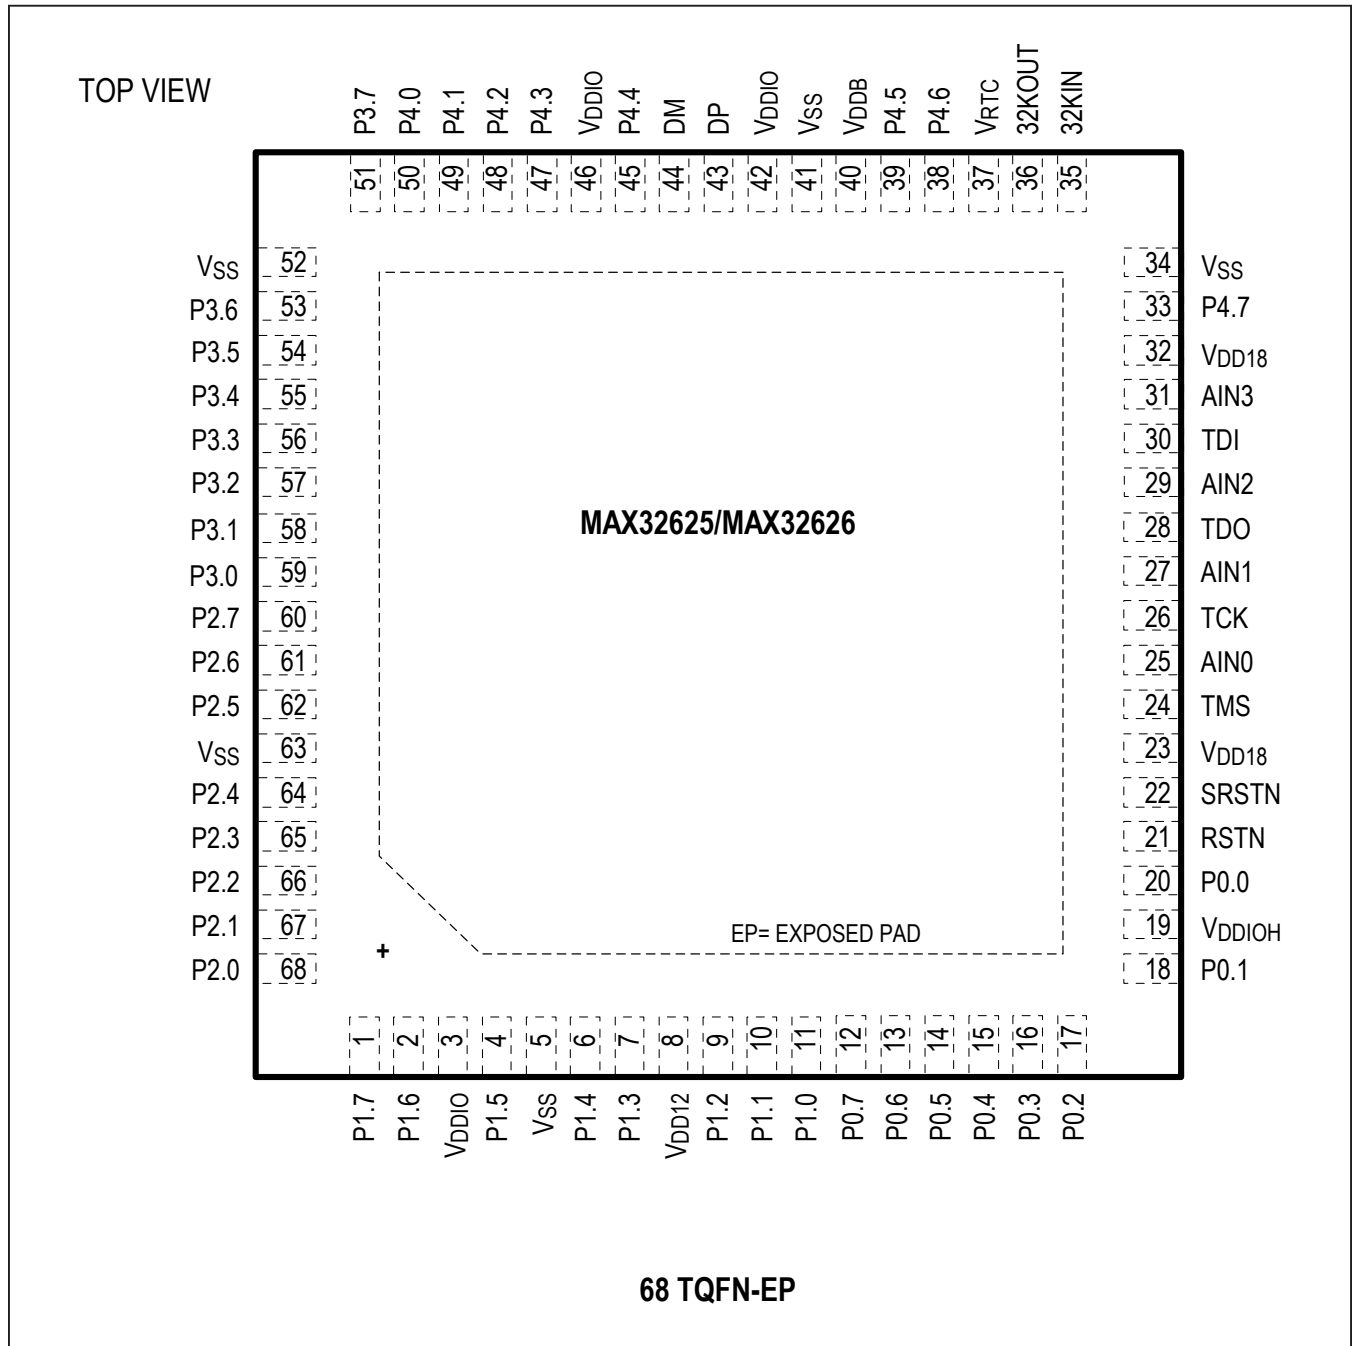 TOP VIEW
P3.7 P4.0 P4.1 P4.2 P4.3 VDDIO P4.4 DM DP VDDIO VSS VDDB P4.5 P4.6 VRTC 32KOUT 32KIN
51 50 49 48 47 46 45 44 43 42 41 40 39 38 37 36 35
VSS 52 34 VSS
P3.6 53 33 P4.7
P3.5 54 32 VDD18
P3.4 55 31 AIN3
P3.3 56 30 TDI
P3.2 57 29 AIN2
MAX32625/MAX32626
P3.1 58 28 TDO
P3.0 59 27 AIN1
P2.7 60 26 TCK
P2.6 61 25 AIN0
P2.5 62 24 TMS
VSS 63 23 VDD18
P2.4 64 22 SRSTN
P2.3 65 21 RSTN
P2.2 66 20 P0.0
P2.1 67 EP= EXPOSED PAD 19 VDDIOH
+
P2.0 68 18 P0.1
1 2 3 4 5 6 7 8 9 10 11 12 13 14 15 16 17
P1.7 P1.6 VDDIO P1.5 VSS P1.4 P1.3 VDD12 P1.2 P1.1 P1.0 P0.7 P0.6 P0.5 P0.4 P0.3 P0.2
68 TQFN-EP